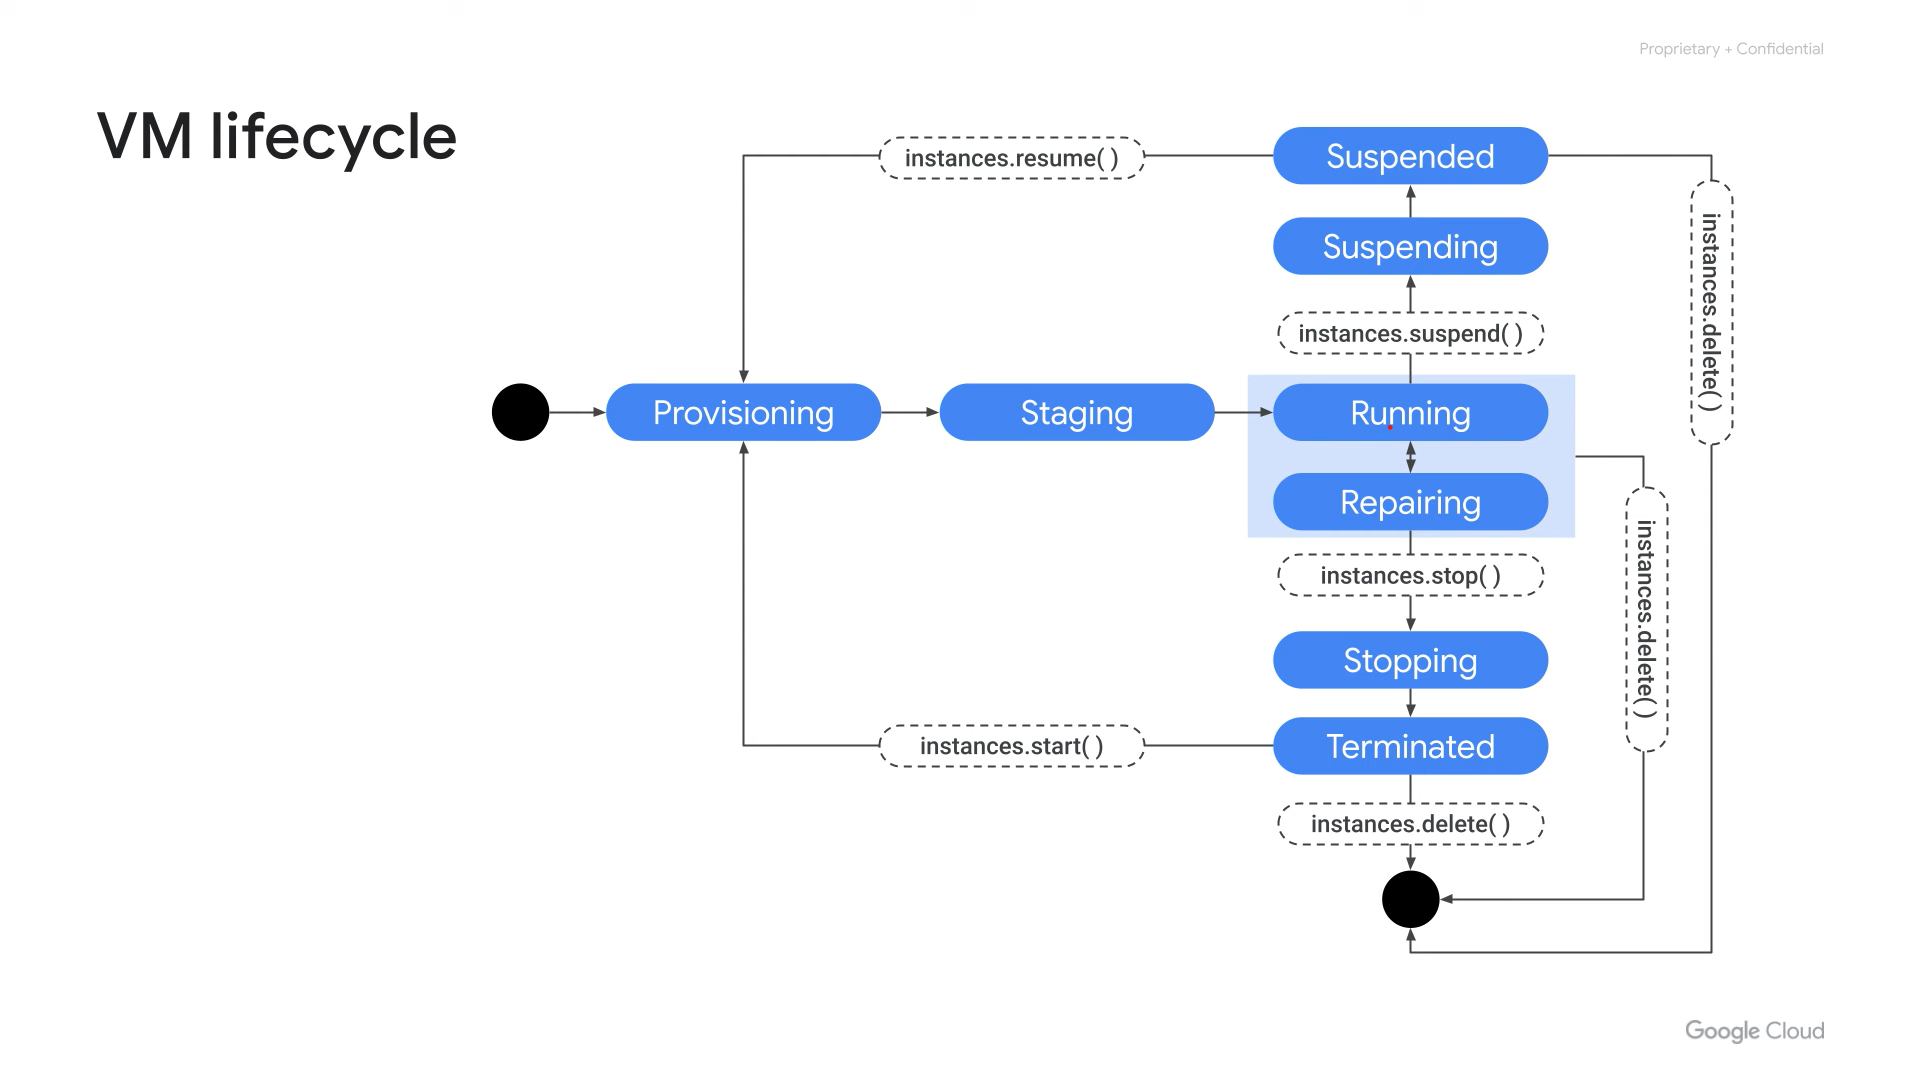 Proprietary + Confidential
VM lifecycle
instances.resume( )
Suspended
Suspending
instances.suspend( )
instances.delete( )
Provisioning
Staging
Running
Repairing
instances.stop( )
instances.delete( )
Stopping
instances.start( )
Terminated
instances.delete( )
Google Cloud